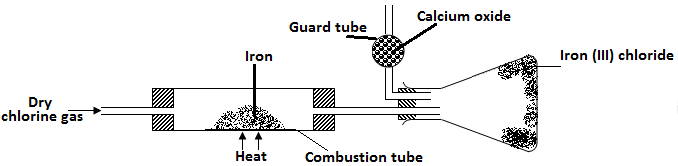 Calcium oxide
Guard tube
Iron
Iron (III) chloride
Dry
chlorine gas
Heat
Combustion tube